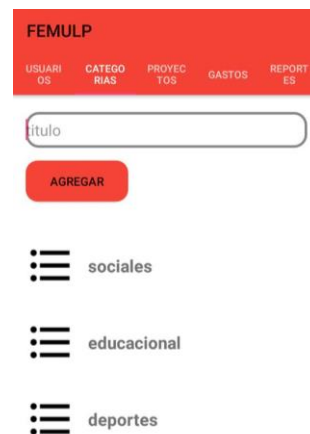 FEMULP
USUARI
OS
CATEGO
RIAS
PROYEC
TOS
GASTOS
REPORT
ES
titulo
AGREGAR
sociales
educacional
deportes